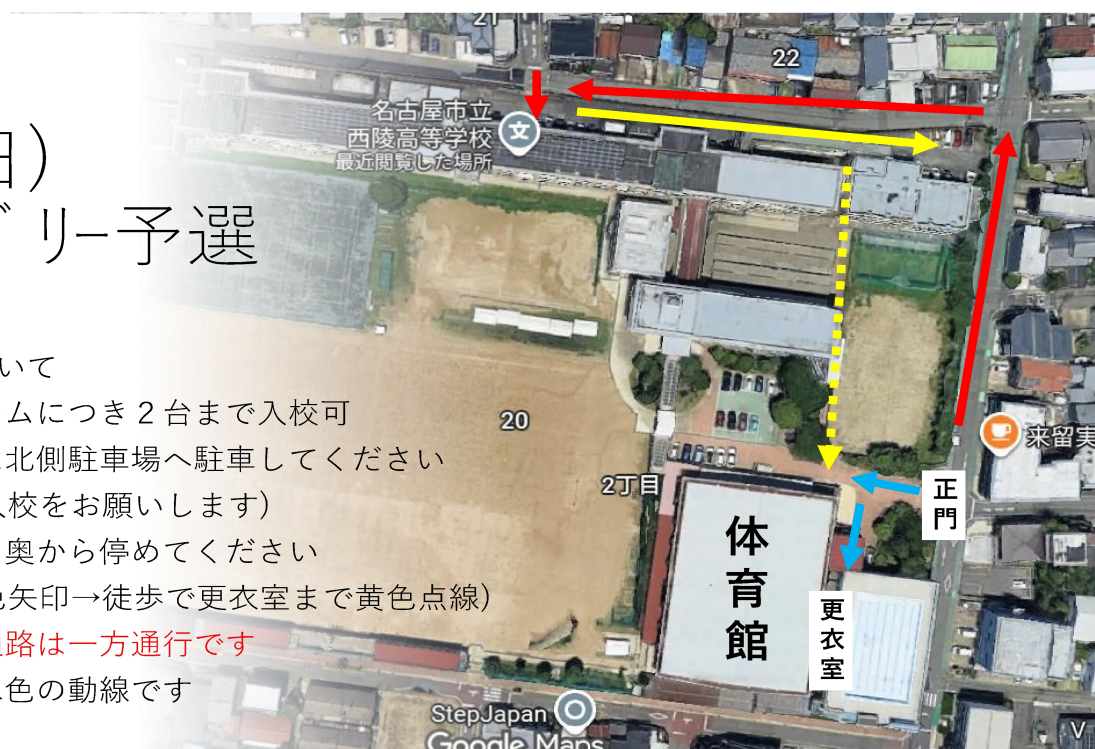 日）
ブリー予選
いて
ームにつき２台まで入校可
北側駐車場へ駐車してください
入校をお願いします）
奥から停めてください
色矢印→徒歩で更衣室まで黄色点線）
道路は一方通行です
色の動線です
21
22
名古屋市立
西陵高等学校
最近閲覧した場所
20
2丁目
来留実
正門
体育館
更衣室
StepJapan
Google Maps
V